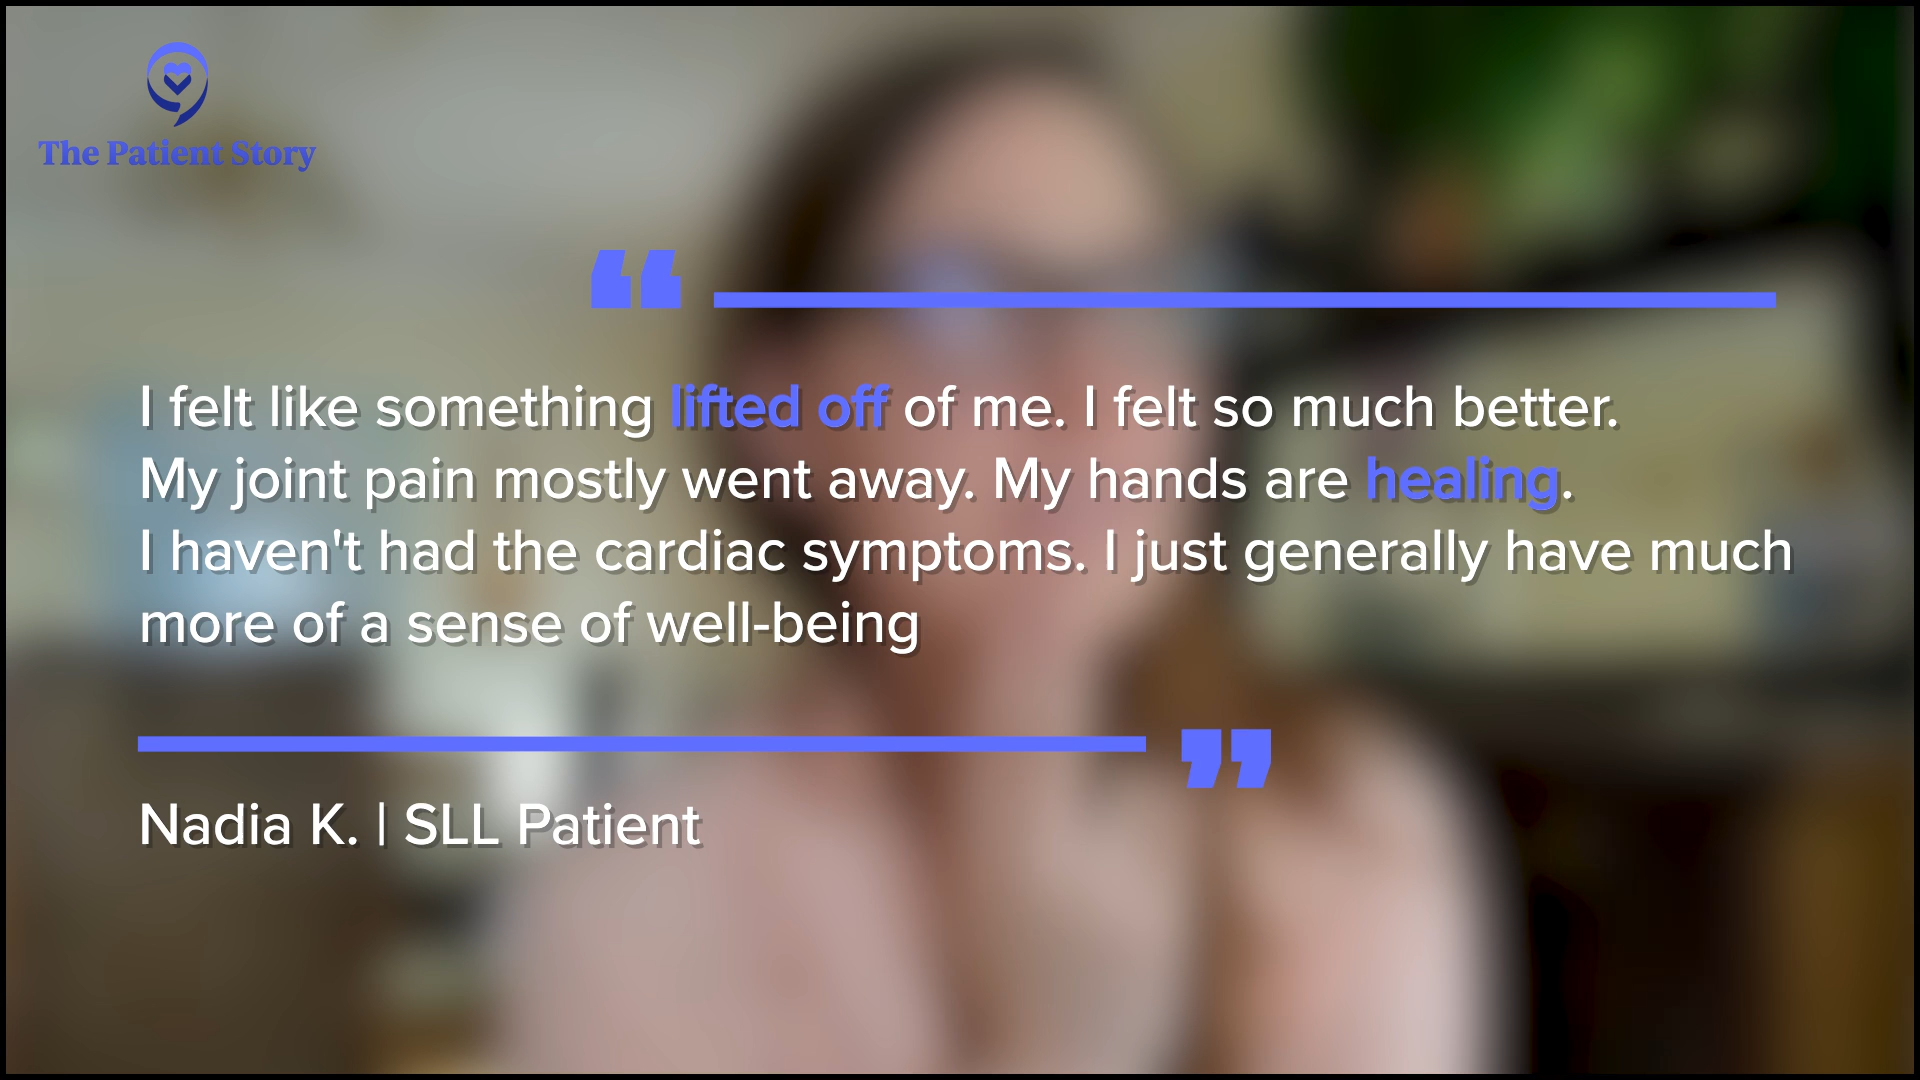 The Patient Story
“
I felt like something lifted off of me. I felt so much better.
My joint pain mostly went away. My hands are healing.
I haven't had the cardiac symptoms. I just generally have much
more of a sense of well-being
”
Nadia K. | SLL Patient